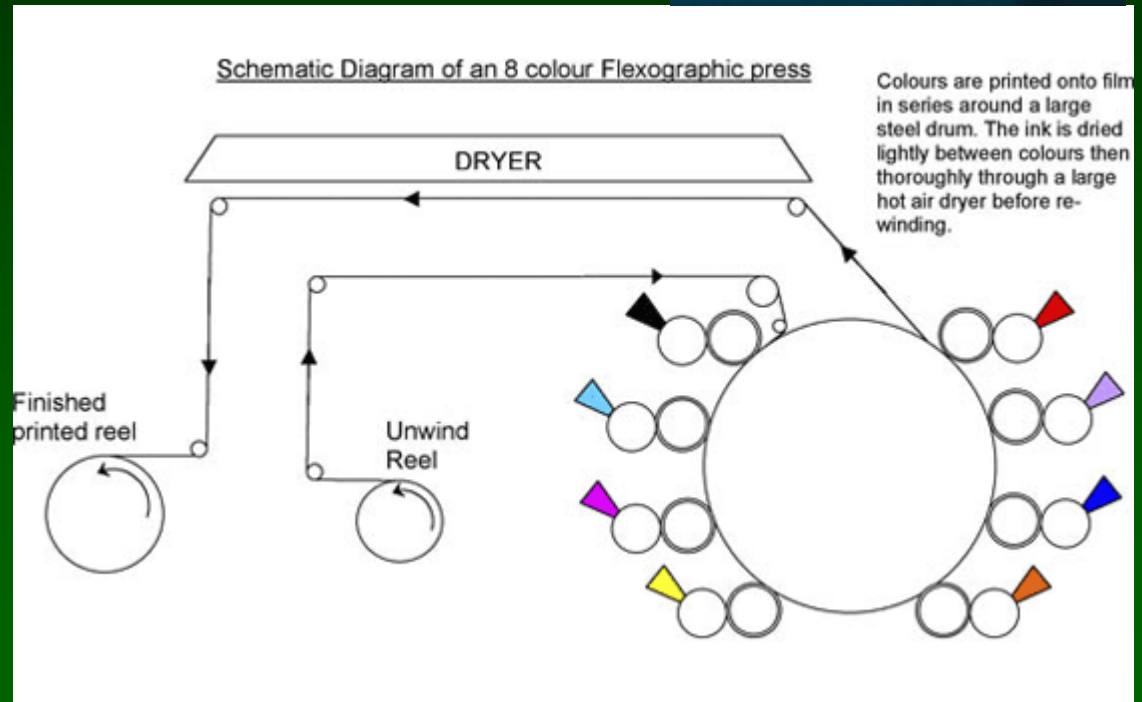 Schematic Diagram of an 8 colour Flexographic press
Colours are printed onto film
in series around a large
steel drum. The ink is dried
lightly between colours then
thoroughly through a large
hot air dryer before re-
winding.
DRYER
Finished
printed reel
Unwind
Reel